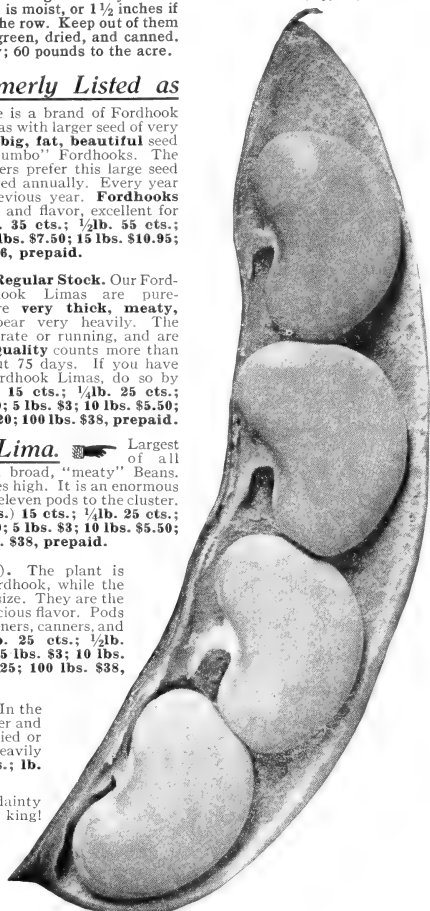 is moist, or 1½ inches if
he row. Keep out of them
green, dried, and canned.
; 60 pounds to the acre.
merly Listed as
e is a brand of Fordhook
as with larger seed of very
big, fat, beautiful seed
umbo" Fordhooks. The
ers prefer this large seed
ed annually. Every year
evious year. Fordhooks
and flavor, excellent for
. 35 cts.; ½lb. 55 cts.;
lbs. $7.50; 15 lbs. $10.95;
6, prepaid.
Regular Stock. Our Ford-
hook Limas are pure-
re very thick, meaty,
bear very heavily. The
rate or running, and are
Quality counts more than
ut 75 days. If you have
rdhook Limas, do so by
15 cts.; ¼lb. 25 cts.;
; 5 lbs. $3; 10 lbs. $5.50;
20; 100 lbs. $38, prepaid.
Lima. Largest
of all
broad, "meaty" Beans.
es high. It is an enormous
eleven pods to the cluster.
s.) 15 cts.; ¼lb. 25 cts.;
; 5 lbs. $3; 10 lbs. $5.50;
. $38, prepaid.
). The plant is
rdhook, while the
size. They are the
cious flavor. Pods
ners, canners, and
b. 25 cts.; ½lb.
5 lbs. $3; 10 lbs.
25; 100 lbs. $38,
In the
er and
ied or
eavily
s.; lb.
dainty
king!